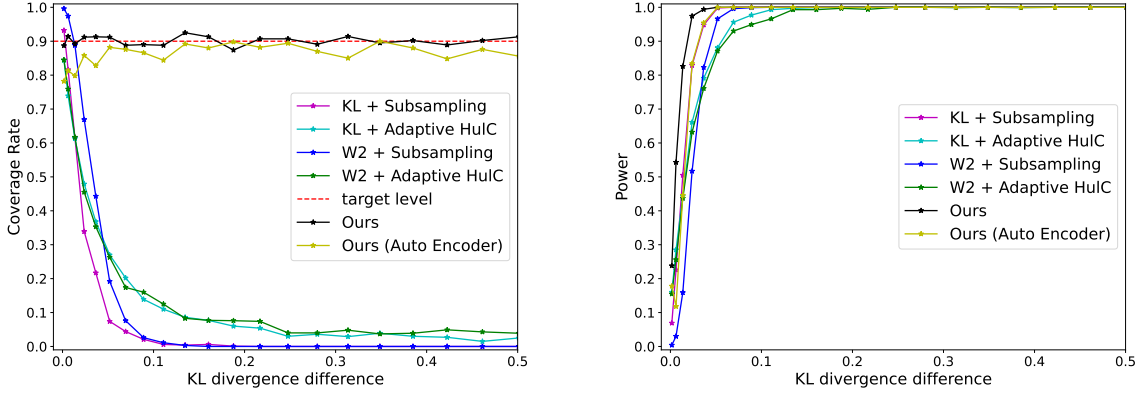 Coverage Rate
1.0
0.9
0.8
0.7
0.6
0.5
0.4
0.3
0.2
0.1
0.0
KL + Subsampling
KL + Adaptive HulC
W2 + Subsampling
W2 + Adaptive HulC
target level
Ours
Ours (Auto Encoder)
0.0 0.1 0.2 0.3 0.4 0.5
KL divergence difference
Power
1.0
0.9
0.8
0.7
0.6
0.5
0.4
0.3
0.2
0.1
0.0
KL + Subsampling
KL + Adaptive HulC
W2 + Subsampling
W2 + Adaptive HulC
Ours
Ours (Auto Encoder)
0.0 0.1 0.2 0.3 0.4 0.5
KL divergence difference